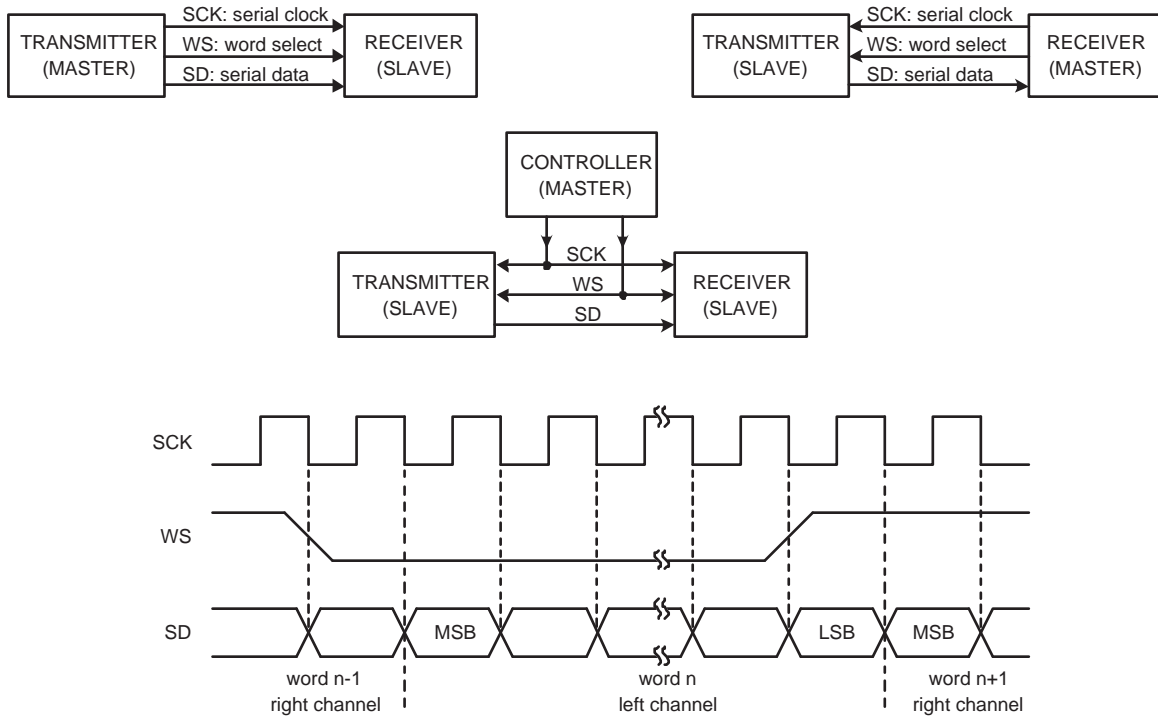 TRANSMITTER
(MASTER)
SCK: serial clock
WS: word select
SD: serial data
RECEIVER
(SLAVE)
TRANSMITTER
(SLAVE)
SCK: serial clock
WS: word select
SD: serial data
RECEIVER
(MASTER)
CONTROLLER
(MASTER)
TRANSMITTER
(SLAVE)
SCK
WS
SD
RECEIVER
(SLAVE)
SCK
WS
SD
MSB
LSB
MSB
word n-1
right channel
word n
left channel
word n+1
right channel